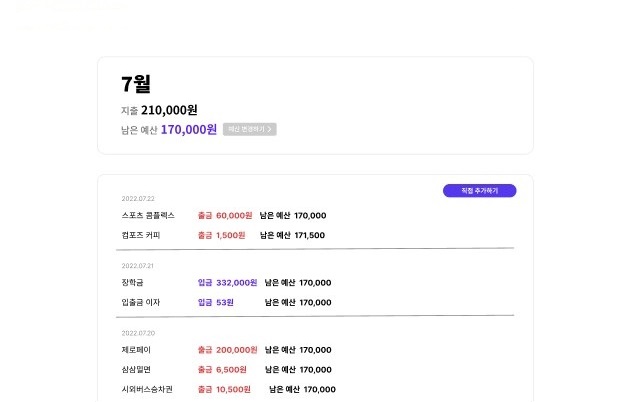 7월
지출 210,000원
남은 예산 170,000원 예산 변경하기 >
직접 추가하기
2022.07.22
스포츠 콤플렉스 출금 60,000원 남은 예산 170,000
컴포즈 커피 출금 1,500원 남은 예산 171,500
2022.07.21
장학금 입금 332,000원 남은 예산 170,000
입출금 이자 입금 53원 남은 예산 170,000
2022.07.20
제로페이 출금 200,000원 남은 예산 170,000
삼삼밀면 출금 6,500원 남은 예산 170,000
시외버스승차권 출금 10,500원 남은 예산 170,000